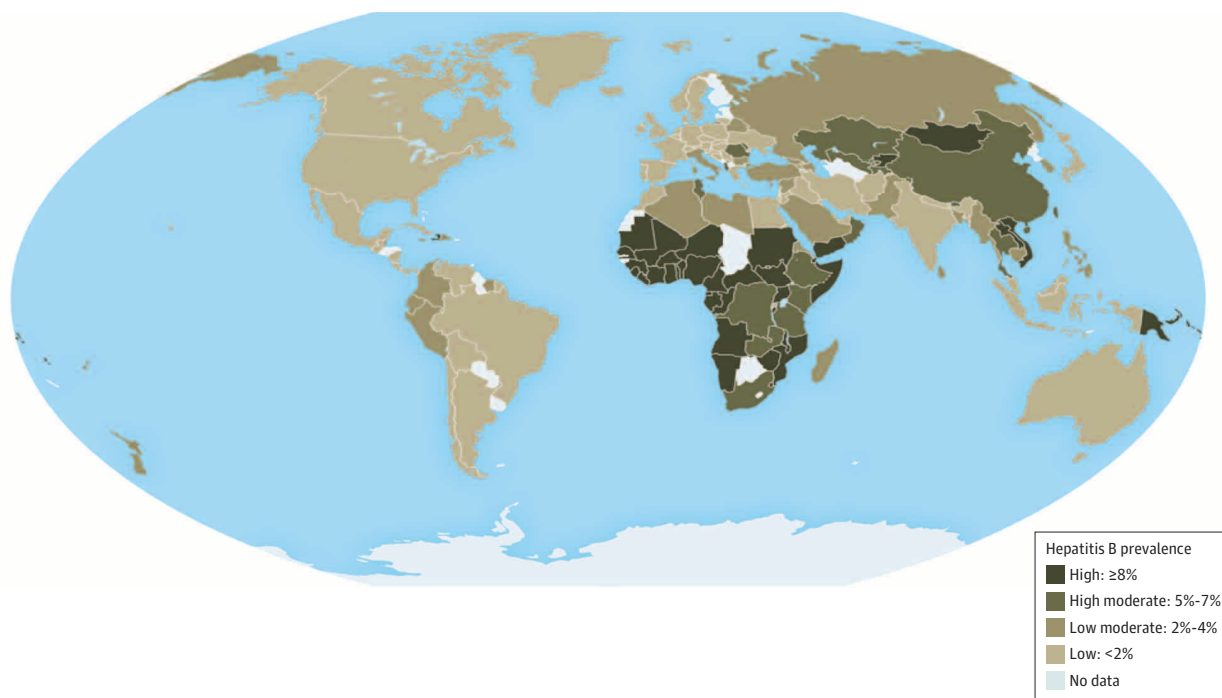 Hepatitis B prevalence
High: ≥8%
High moderate: 5%-7%
Low moderate: 2%-4%
Low: <2%
No data